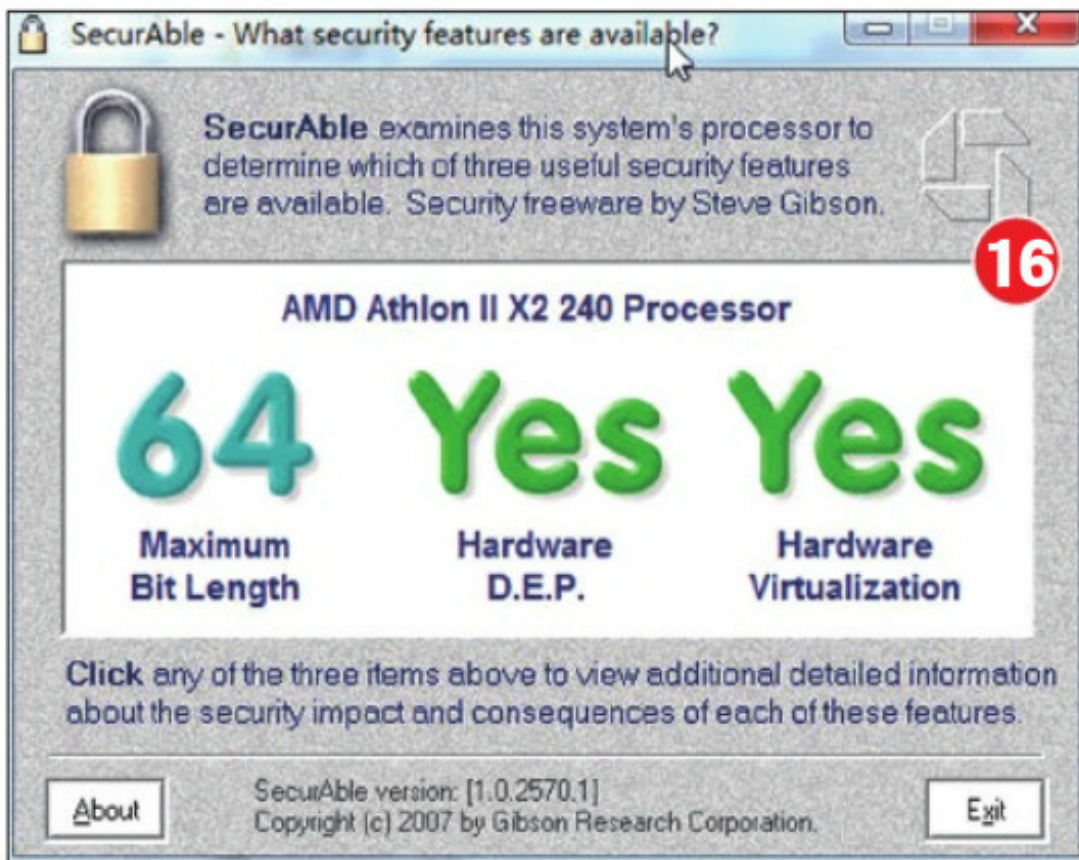 SecurAble - What security features are available?
SecurAble examines this system's processor to
determine which of three useful security features
are available. Security freeware by Steve Gibson.
16
AMD Athlon II X2 240 Processor
64 Yes Yes
Maximum Hardware Hardware
Bit Length D.E.P. Virtualization
Click any of the three items above to view additional detailed information
about the security impact and consequences of each of these features.
About
SecurAble version: [1.0.2570.1]
Copyright (c) 2007 by Gibson Research Corporation.
Exit